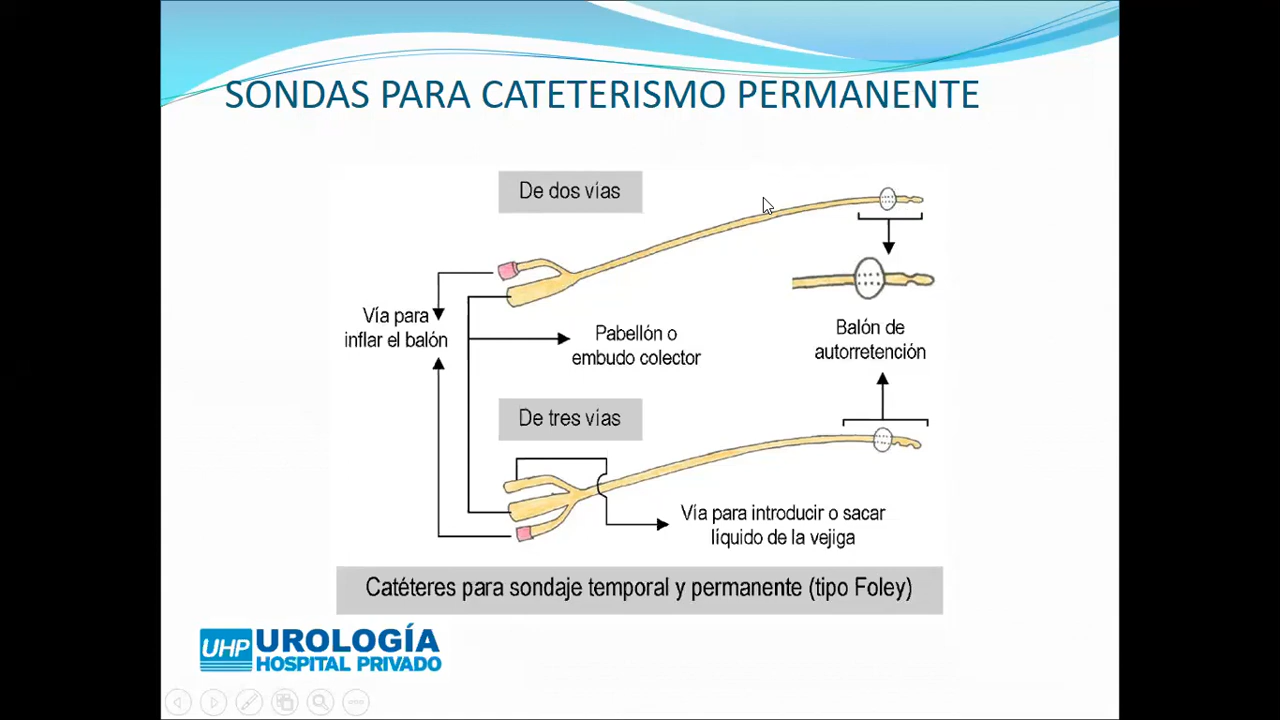 SONDAS PARA CATETERISMO PERMANENTE
De dos vías
Vía para
inflar el balón
Pabellón o
embudo colector
Balón de
autorretención
De tres vías
Vía para introducir o sacar
líquido de la vejiga
Catéteres para sondaje temporal y permanente (tipo Foley)
UHP UROLOGÍA
HOSPITAL PRIVADO